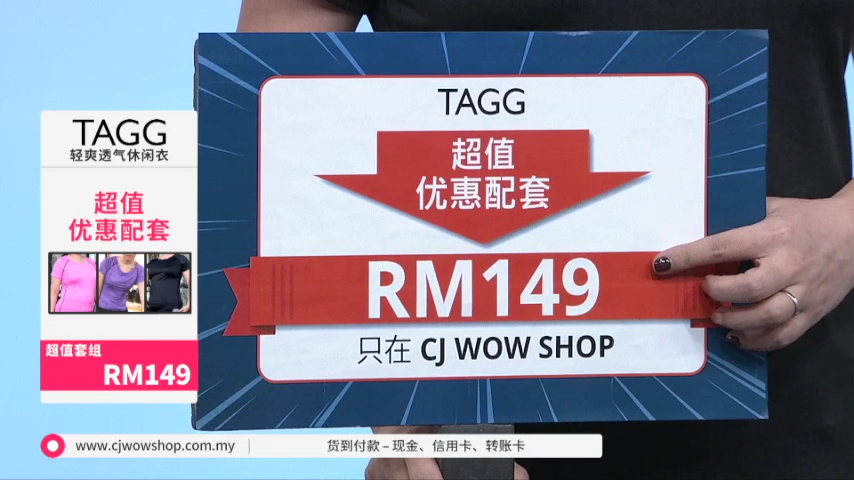 TAGG
轻爽透气休闲衣
超值
优惠配套
超值套组
RM149
TAGG
超值
优惠配套
RM149
只在 CJ WOW SHOP
www.cjwowshop.com.my
货到付款 – 现金、信用卡、转账卡